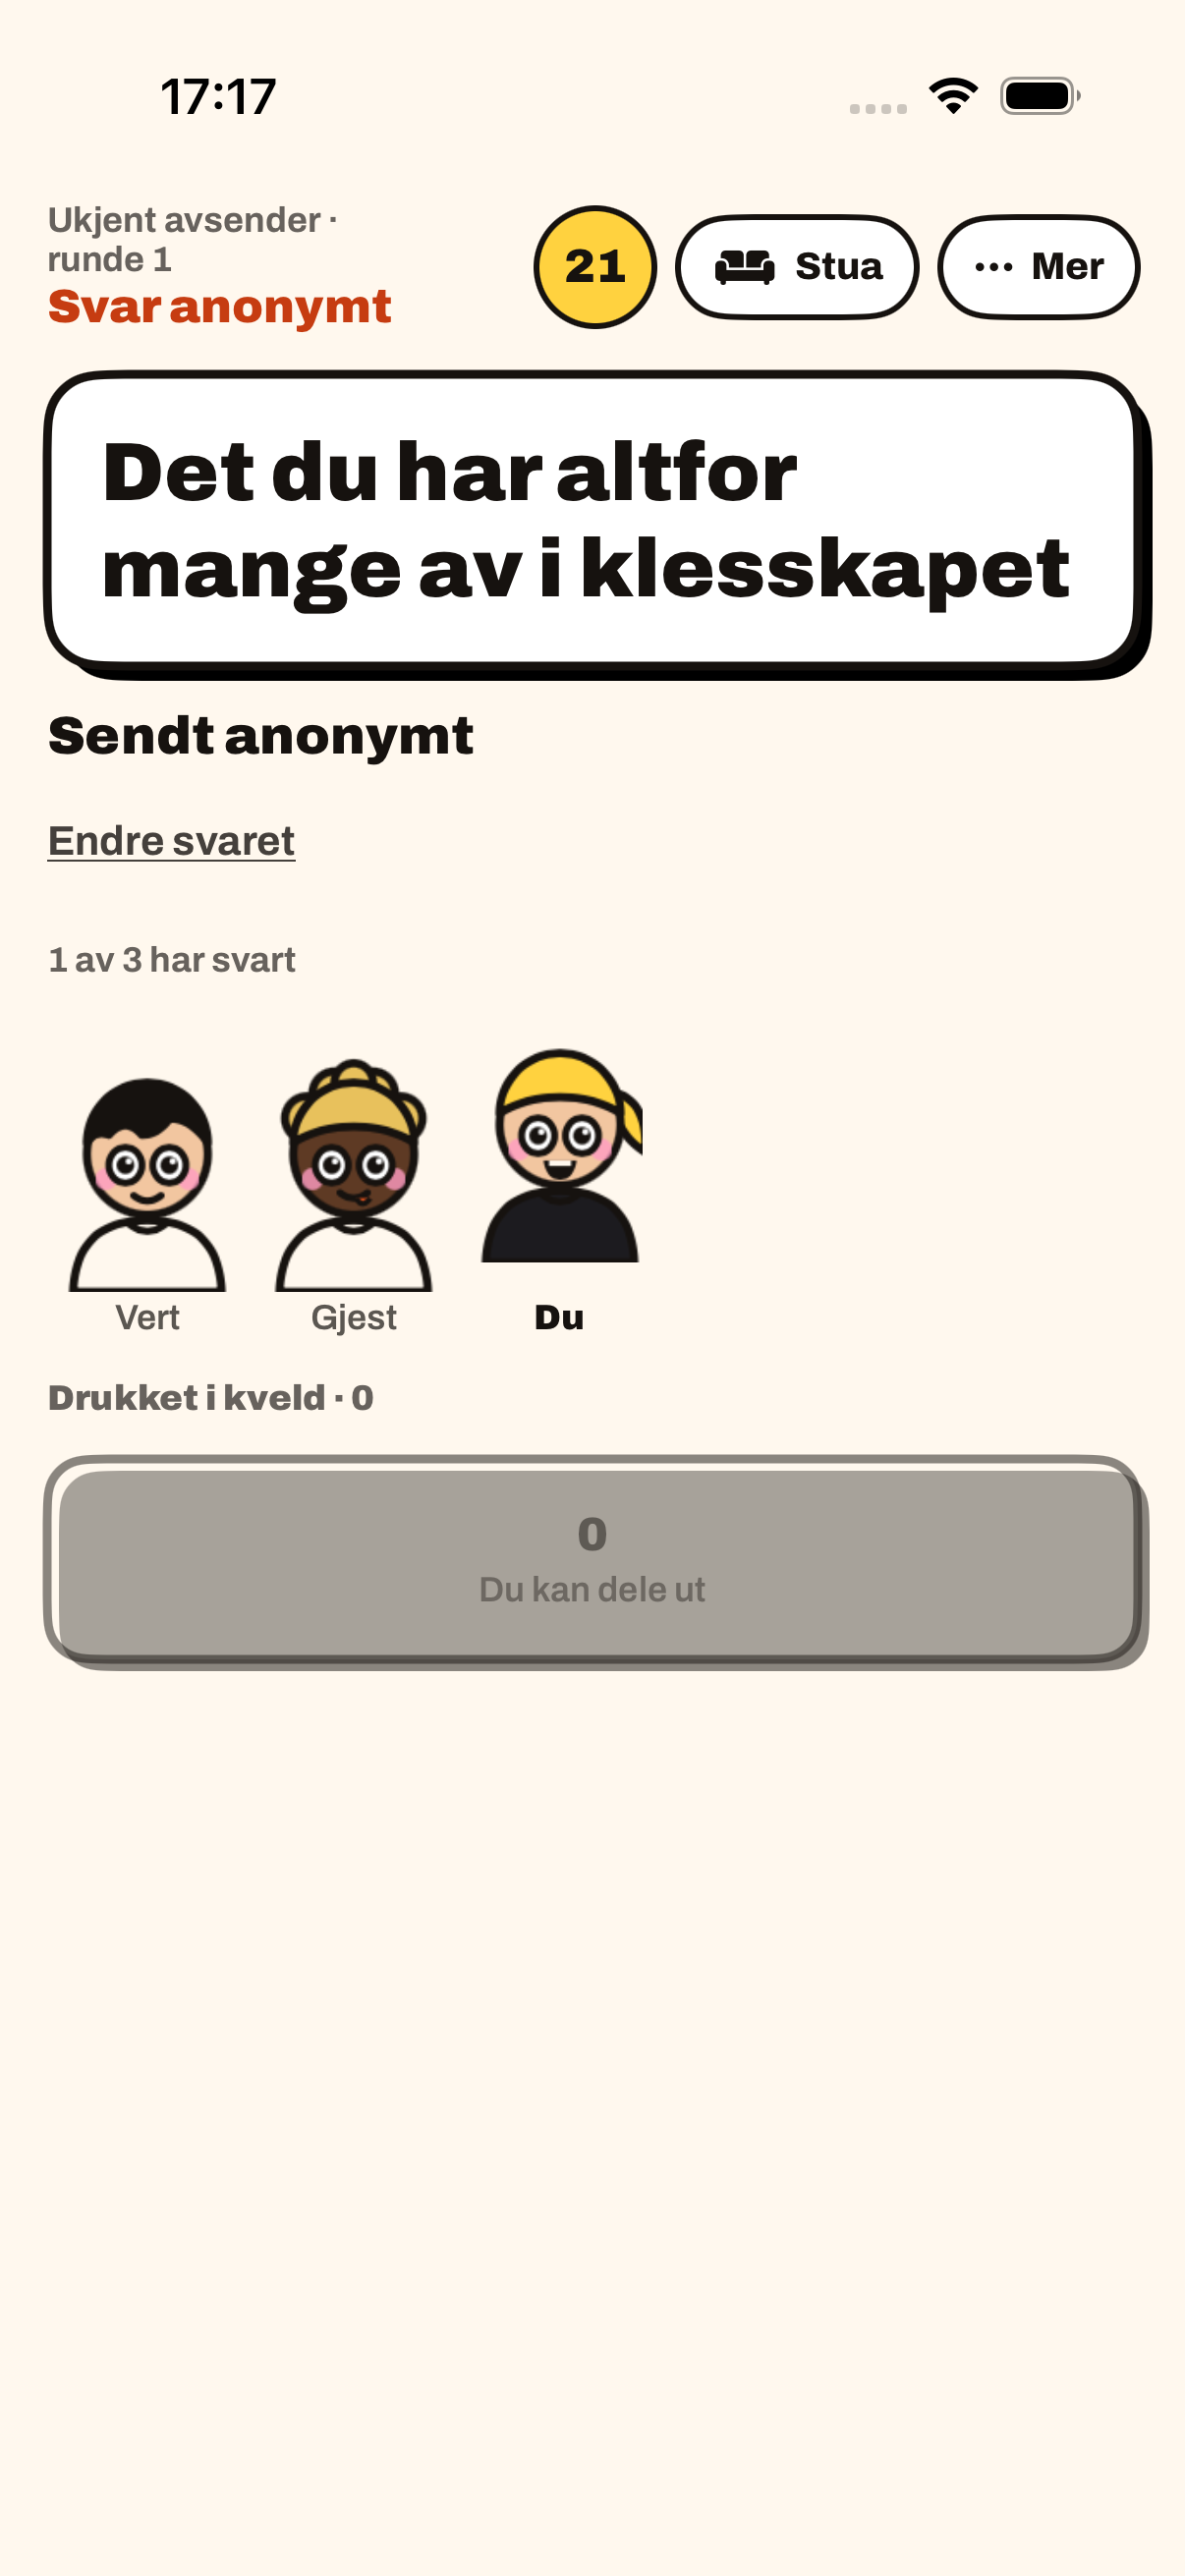 17:17
Ukjent avsender ·
runde 1
Svar anonymt
21
Stua
Mer
Det du har altfor
mange av i klesskapet
Sendt anonymt
Endre svaret
1 av 3 har svart
Vert
Gjest
Du
Drukket i kveld · 0
0
Du kan dele ut